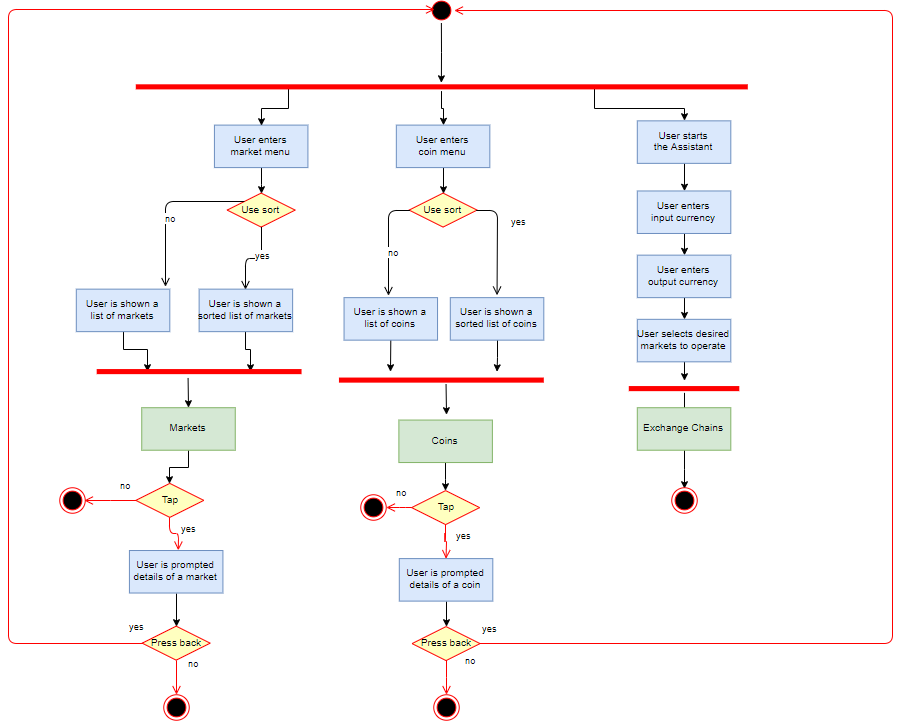 User enters
market menu
User enters
coin menu
User starts
the Assistant
Use sort
no
yes
Use sort
no
yes
User enters
input currency
User enters
output currency
User is shown a
list of markets
User is shown a
sorted list of markets
User is shown a
list of coins
User is shown a
sorted list of coins
User selects desired
markets to operate
Markets
Coins
Exchange Chains
no
Tap
yes
no
Tap
yes
User is prompted
details of a market
User is prompted
details of a coin
yes
Press back
no
yes
Press back
no